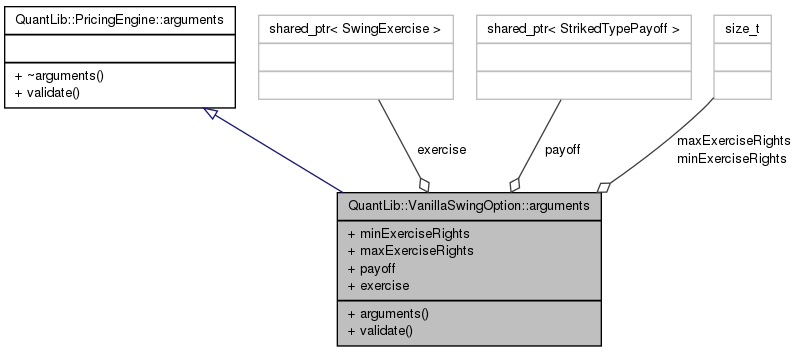 QuantLib::PricingEngine::arguments
+ ~arguments()
+ validate()
shared_ptr< SwingExercise >
shared_ptr< StrikedTypePayoff >
size_t
exercise
payoff
maxExerciseRights
minExerciseRights
QuantLib::VanillaSwingOption::arguments
+ minExerciseRights
+ maxExerciseRights
+ payoff
+ exercise
+ arguments()
+ validate()